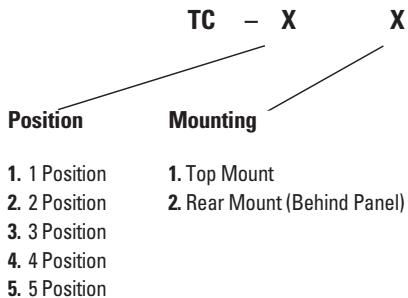 TC – X X
Position Mounting
1. 1 Position 1. Top Mount
2. 2 Position 2. Rear Mount (Behind Panel)
3. 3 Position
4. 4 Position
5. 5 Position